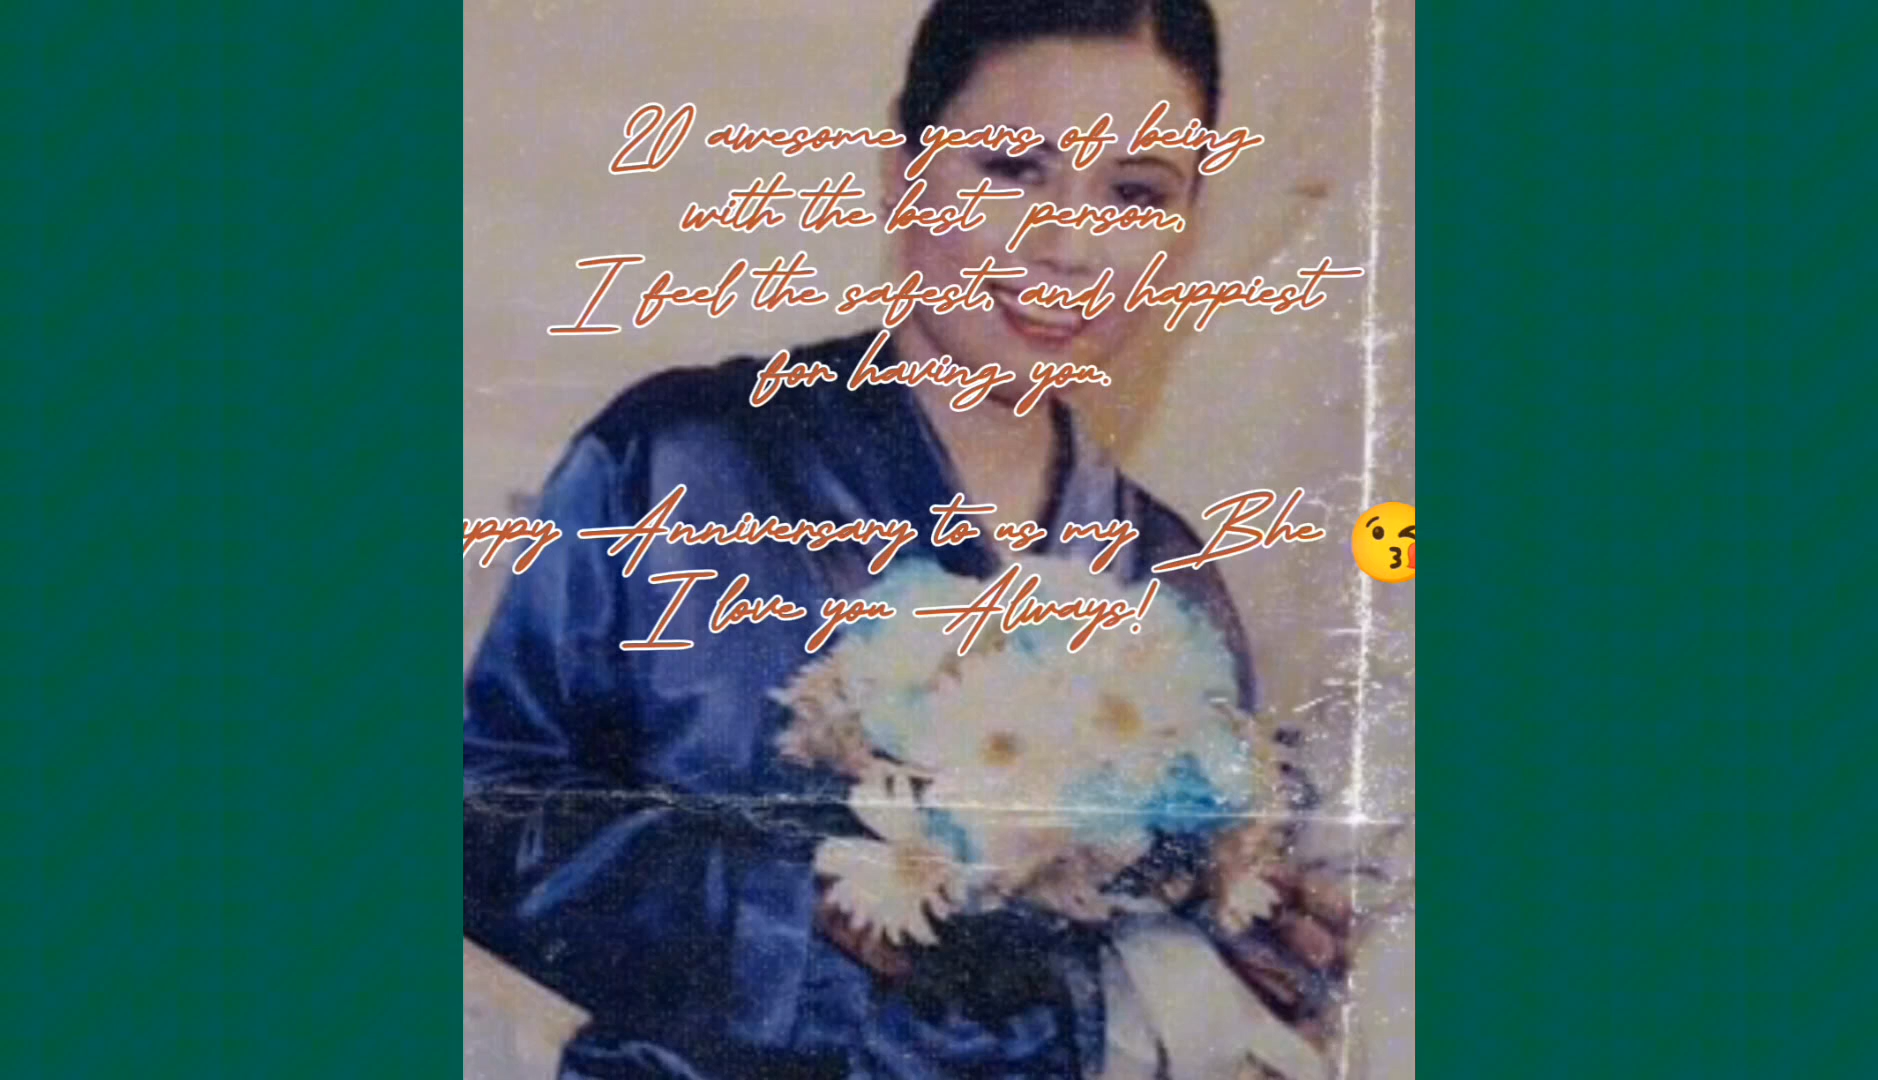 20 awesome years of being
with the best person,
I feel the safest, and happiest
for having you.
ppy Anniversary to us my Bhe 😘
I love you Always!